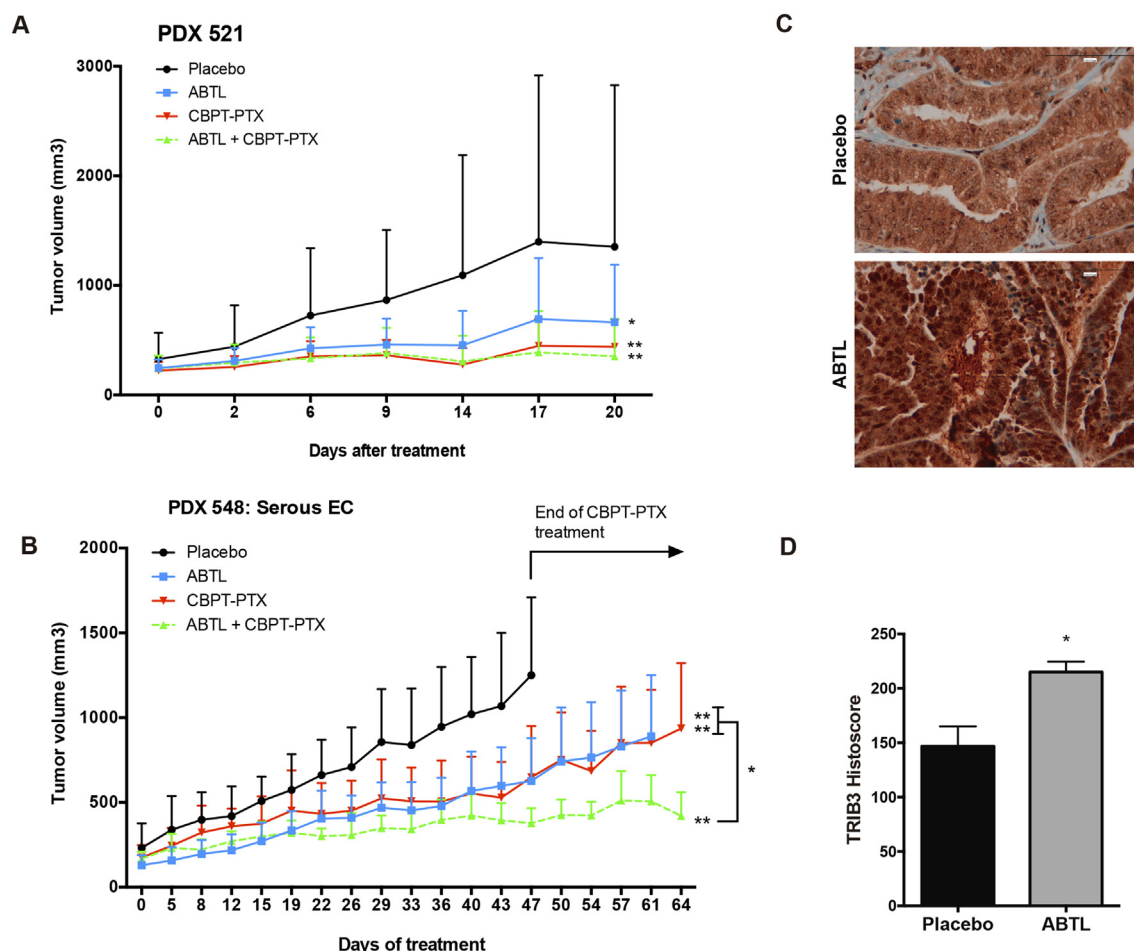 A
PDX 521
Placebo
ABTL
CBPT-PTX
ABTL + CBPT-PTX
Tumor volume (mm3)
3000
2000
1000
0
*
**
**
0 2 6 9 14 17 20
Days after treatment
B
PDX 548: Serous EC
End of CBPT-PTX
treatment
Placebo
ABTL
CBPT-PTX
ABTL + CBPT-PTX
Tumor volume (mm3)
2000
1500
1000
500
0
**
**
*
**
0 5 8 12 15 19 22 26 29 33 36 40 43 47 50 54 57 61 64
Days of treatment
C
Placebo
ABTL
D
TRIB3 Histoscore
250
200
150
100
50
0
*
Placebo ABTL